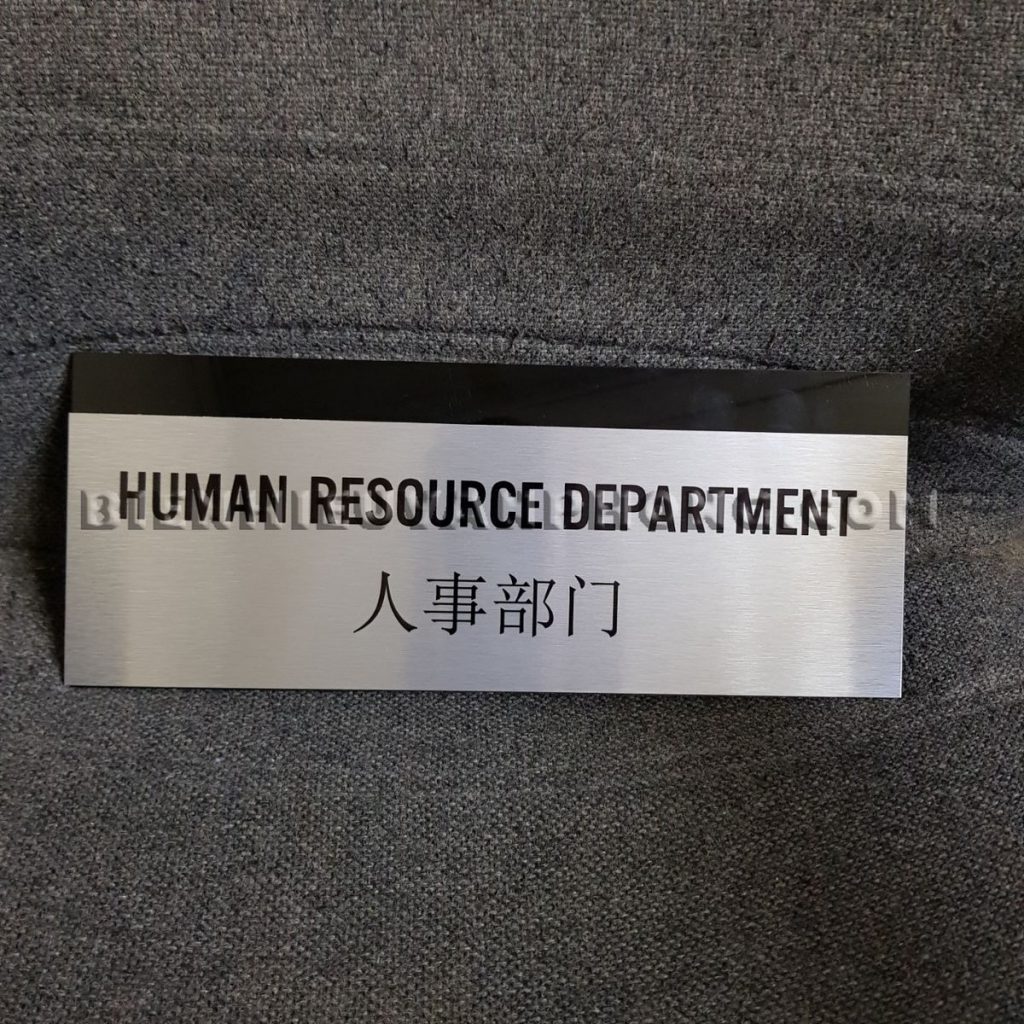 HUMAN RESOURCE DEPARTMENT
人事部门